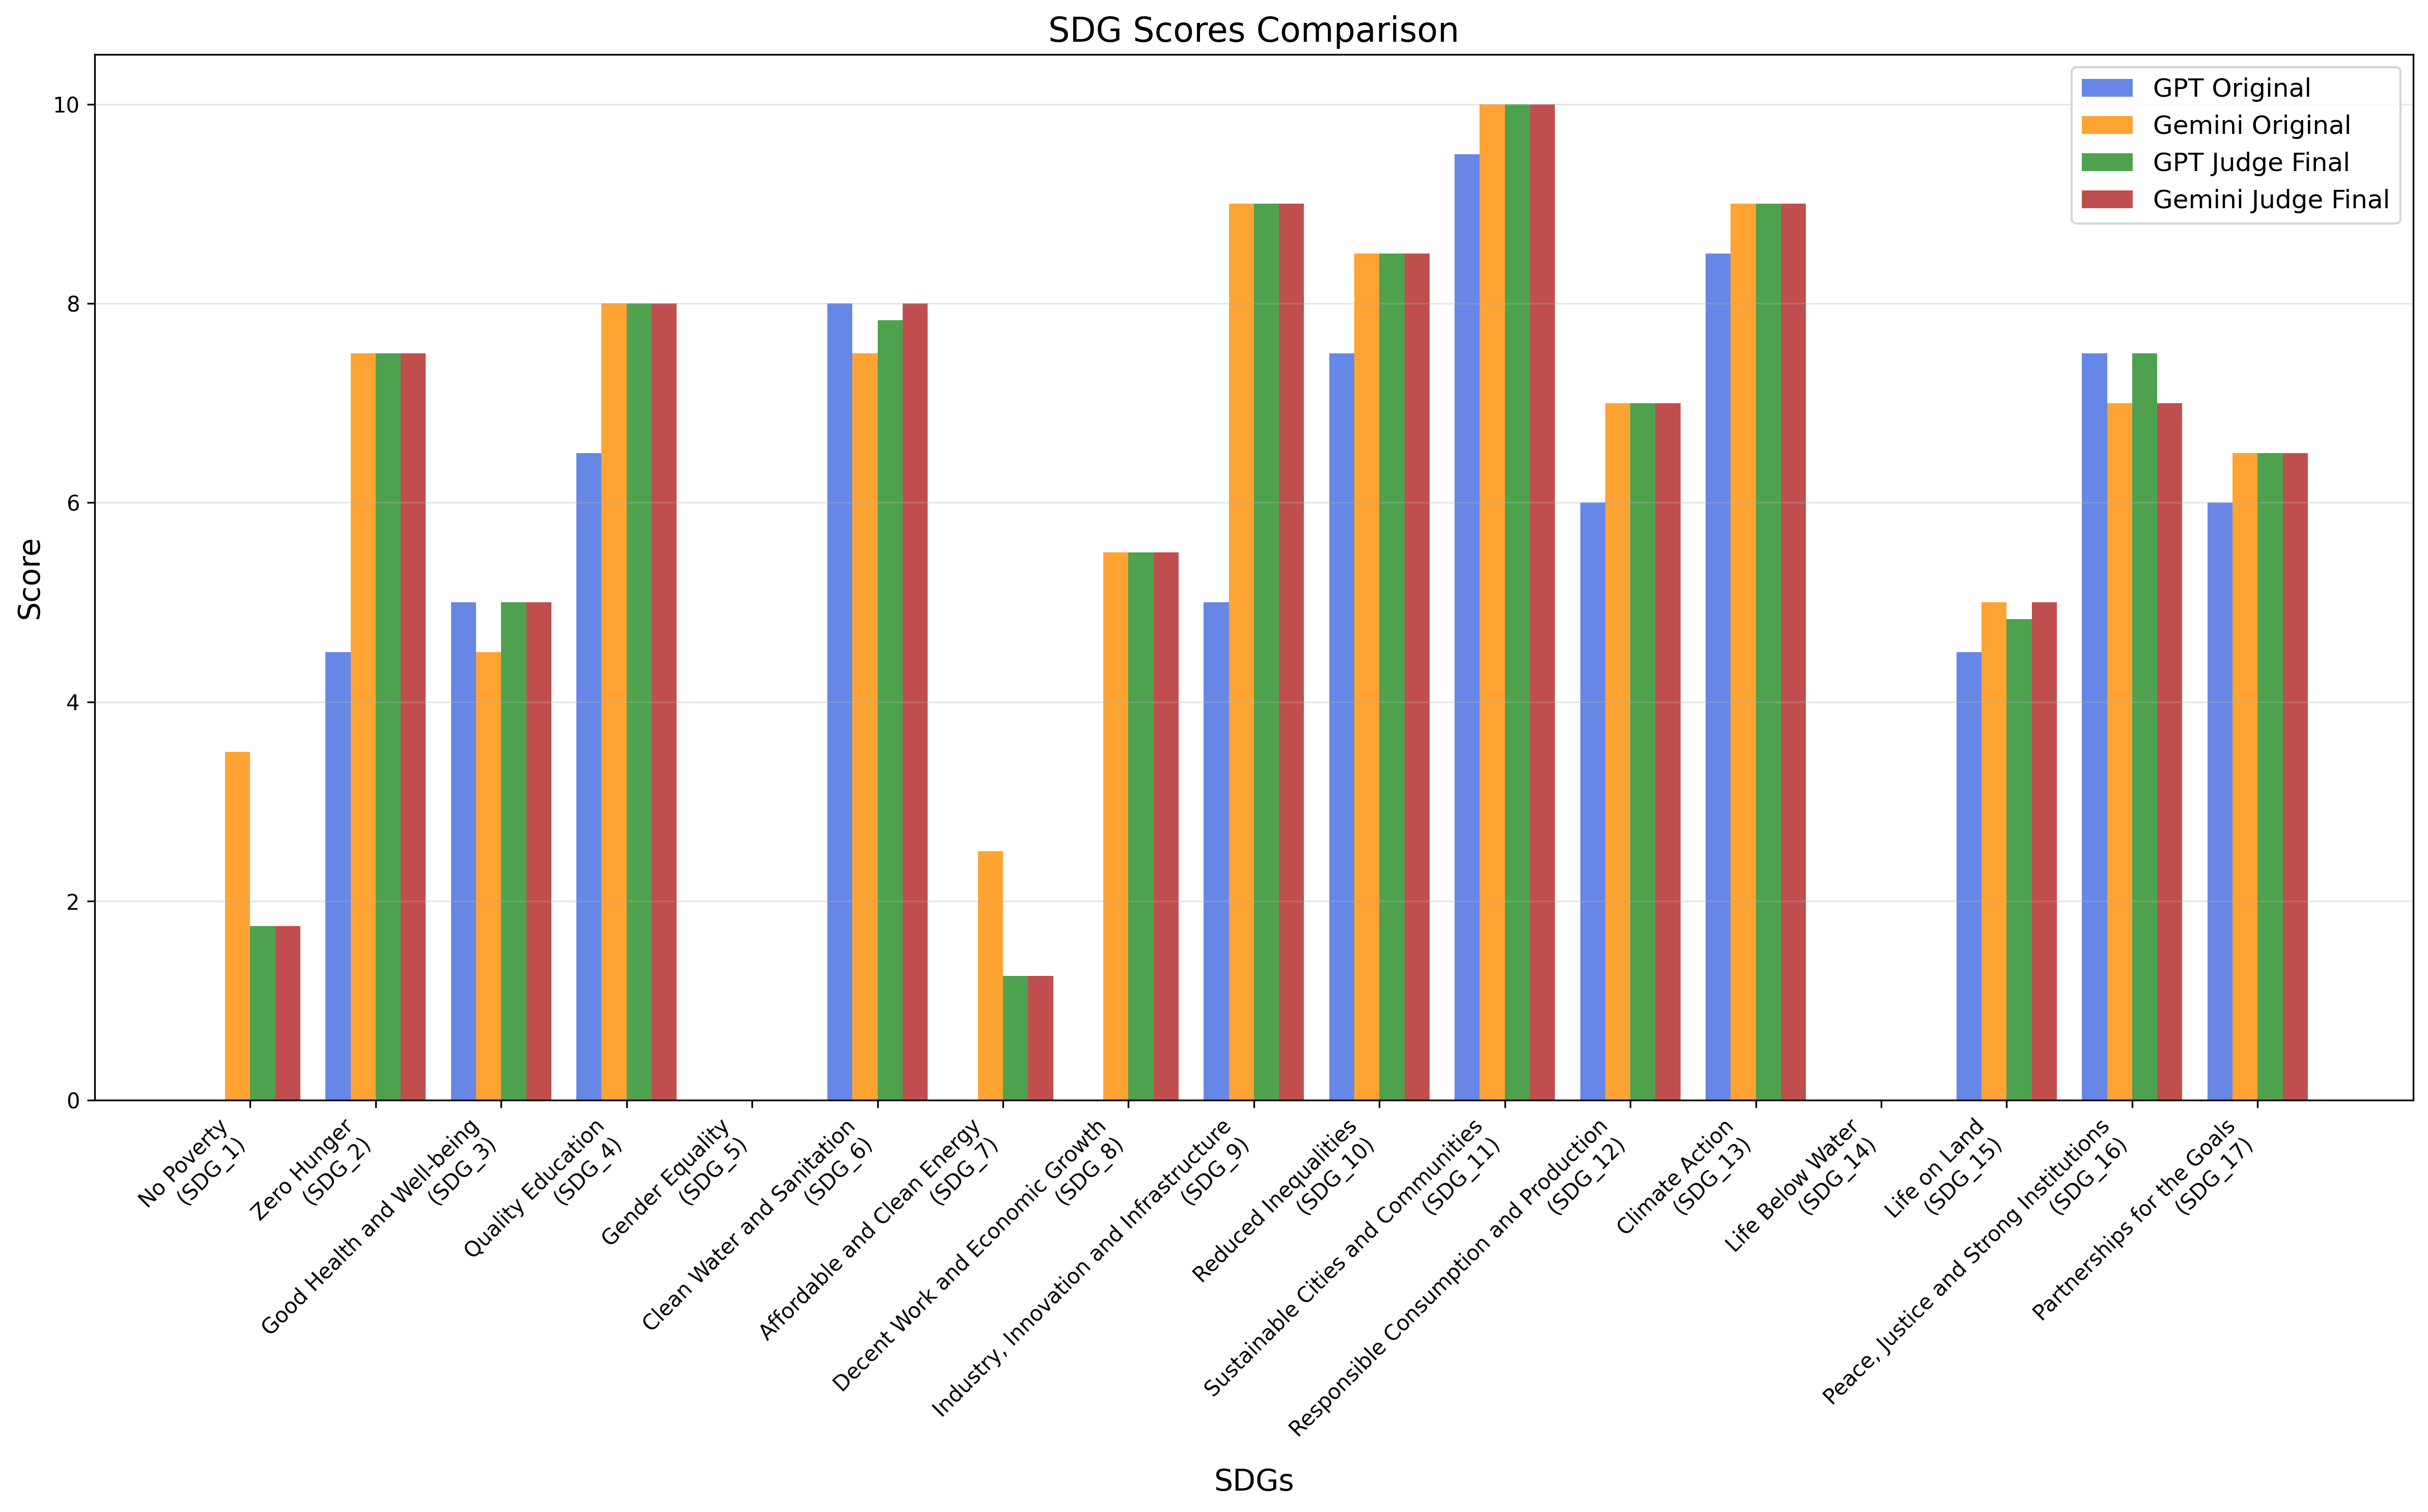 SDG Scores Comparison
GPT Original
Gemini Original
GPT Judge Final
Gemini Judge Final
Score
10
8
6
4
2
0
No Poverty
(SDG_1)
Zero Hunger
(SDG_2)
Good Health and Well-being
(SDG_3)
Quality Education
(SDG_4)
Gender Equality
(SDG_5)
Clean Water and Sanitation
(SDG_6)
Affordable and Clean Energy
(SDG_7)
Decent Work and Economic Growth
(SDG_8)
Industry, Innovation and Infrastructure
(SDG_9)
Reduced Inequalities
(SDG_10)
Sustainable Cities and Communities
(SDG_11)
Responsible Consumption and Production
(SDG_12)
Climate Action
(SDG_13)
Life Below Water
(SDG_14)
Life on Land
(SDG_15)
Peace, Justice and Strong Institutions
(SDG_16)
Partnerships for the Goals
(SDG_17)
SDGs